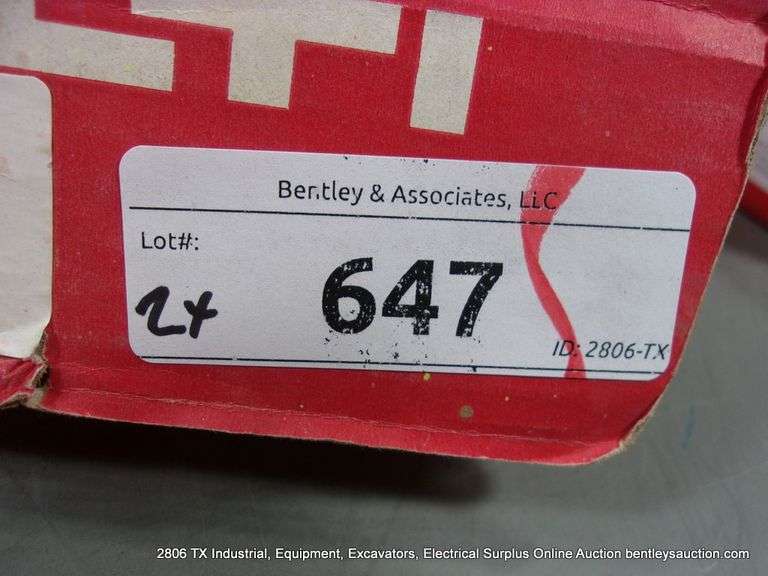 Bentley & Associates, LLC
Lot#:
2x
647
ID: 2806-TX
2806 TX Industrial, Equipment, Excavators, Electrical Surplus Online Auction bentleysauction.com